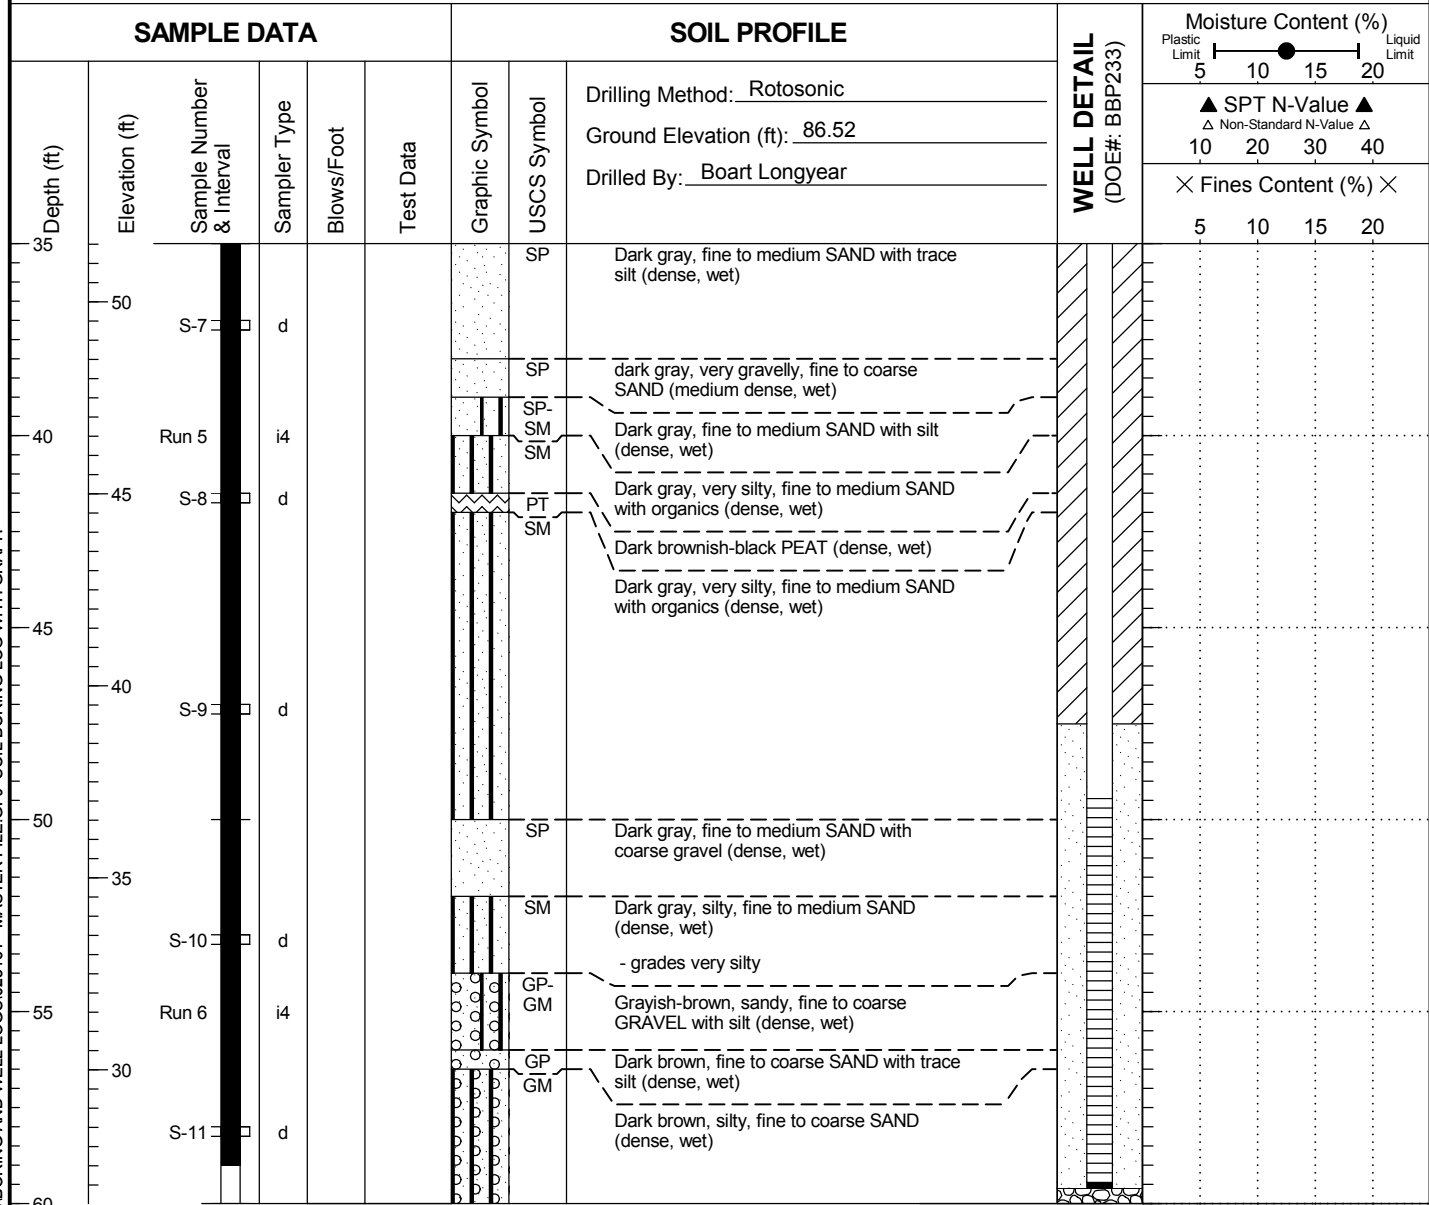 SAMPLE DATA
SOIL PROFILE
WELL DETAIL
(DOE#: BBP233)
Moisture Content (%)
Plastic Limit
Liquid Limit
5 10 15 20
▲ SPT N-Value ▲
△ Non-Standard N-Value △
10 20 30 40
× Fines Content (%) ×
5 10 15 20
Depth (ft)
Elevation (ft)
Sample Number & Interval
Sampler Type
Blows/Foot
Test Data
Graphic Symbol
USCS Symbol
Drilling Method: Rotosonic
Ground Elevation (ft): 86.52
Drilled By: Boart Longyear
35
SP
Dark gray, fine to medium SAND with trace
silt (dense, wet)
50
S-7 d
SP
dark gray, very gravelly, fine to coarse
SAND (medium dense, wet)
SP-
SM
Dark gray, fine to medium SAND with silt
(dense, wet)
40
Run 5 i4
SM
Dark gray, very silty, fine to medium SAND
with organics (dense, wet)
45
S-8 d
PT
Dark brownish-black PEAT (dense, wet)
SM
Dark gray, very silty, fine to medium SAND
with organics (dense, wet)
45
40
S-9 d
50
SP
Dark gray, fine to medium SAND with
coarse gravel (dense, wet)
35
SM
Dark gray, silty, fine to medium SAND
(dense, wet)
S-10 d
- grades very silty
GP-
GM
Grayish-brown, sandy, fine to coarse
GRAVEL with silt (dense, wet)
55
Run 6 i4
GP
Dark brown, fine to coarse SAND with trace
silt (dense, wet)
30
GM
Dark brown, silty, fine to coarse SAND
(dense, wet)
S-11 d
60